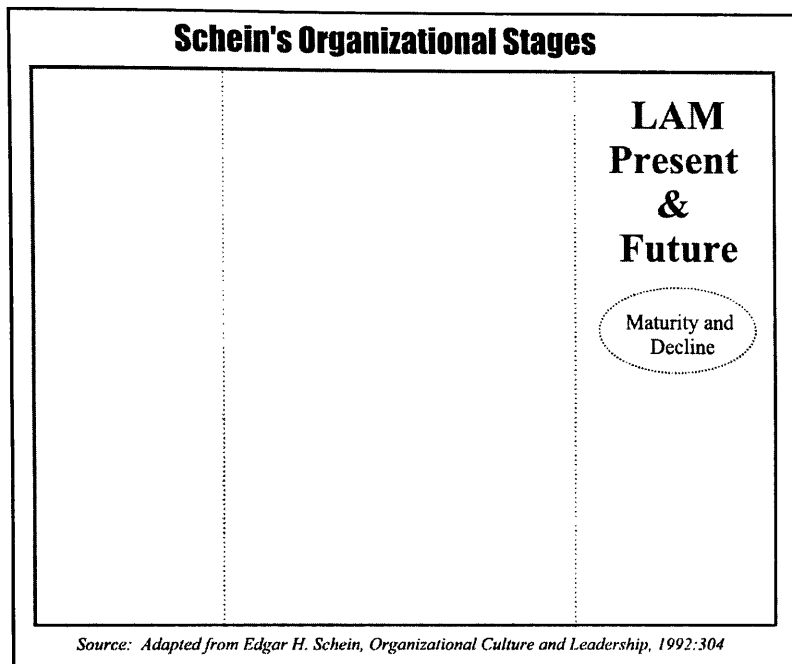 Schein's Organizational Stages
LAM
Present
&
Future
Maturity and
Decline
Source: Adapted from Edgar H. Schein, Organizational Culture and Leadership, 1992:304